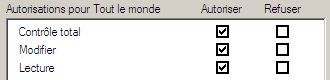 Autorisations pour Tout le monde Autoriser Refuser
Contrôle total
Modifier
Lecture